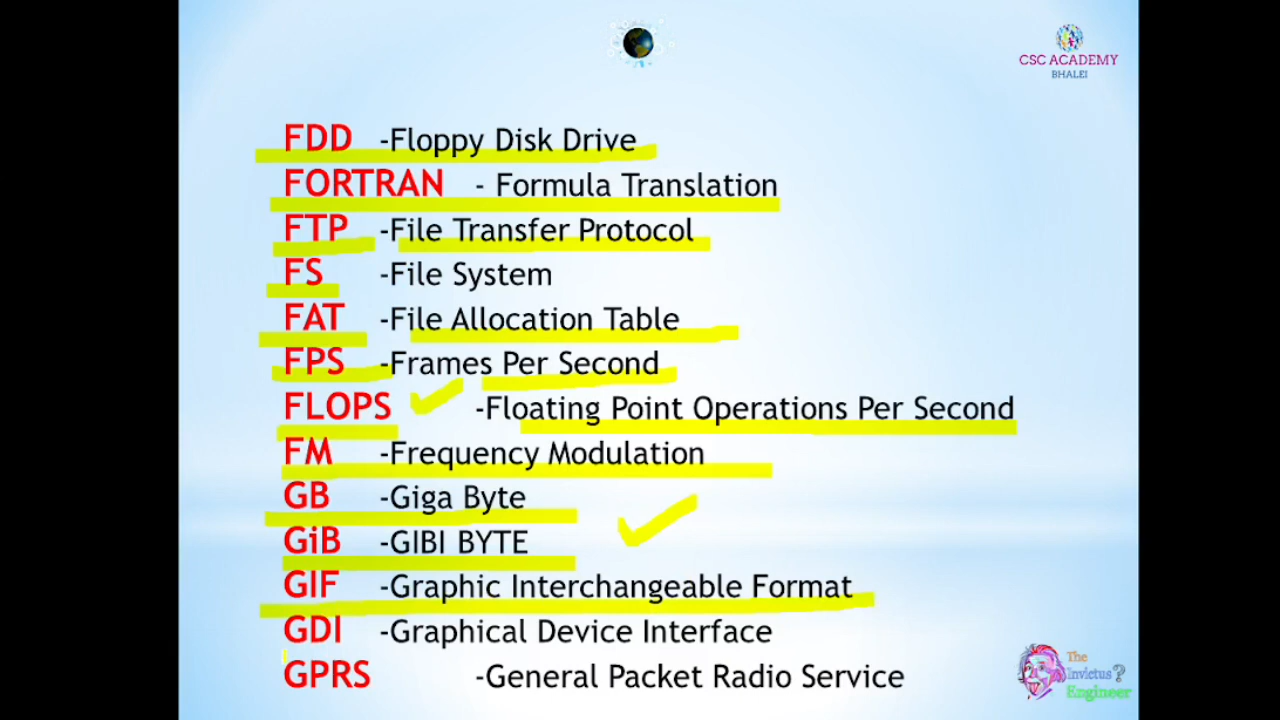 CSC ACADEMY
BHALEI
FDD -Floppy Disk Drive
FORTRAN - Formula Translation
FTP -File Transfer Protocol
FS -File System
FAT -File Allocation Table
FPS -Frames Per Second
FLOPS -Floating Point Operations Per Second
FM -Frequency Modulation
GB -Giga Byte
GiB -GIBI BYTE
GIF -Graphic Interchangeable Format
GDI -Graphical Device Interface
GPRS -General Packet Radio Service
The
Invictus ?
Engineer